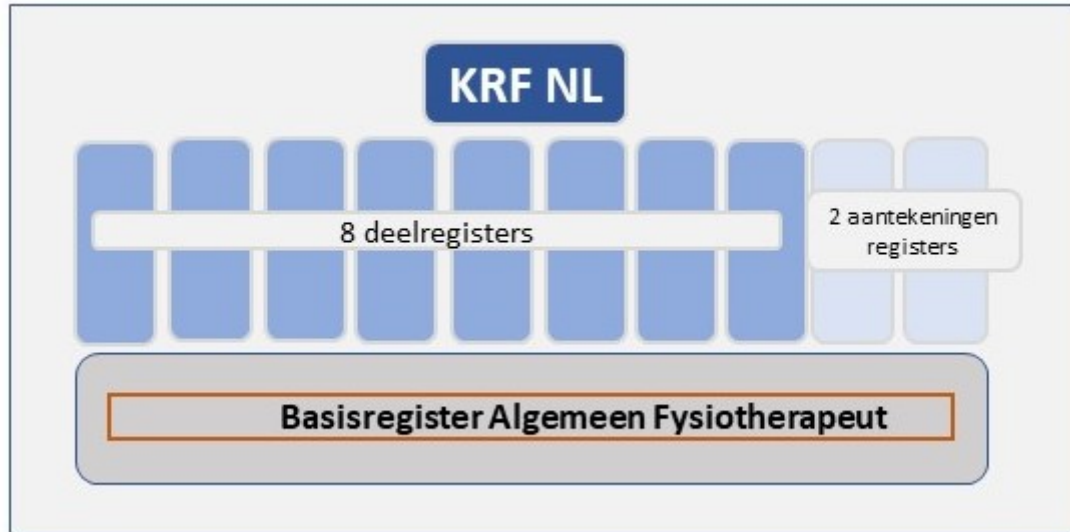 KRF NL
8 deelregisters
2 aantekeningen
registers
Basisregister Algemeen Fysiotherapeut